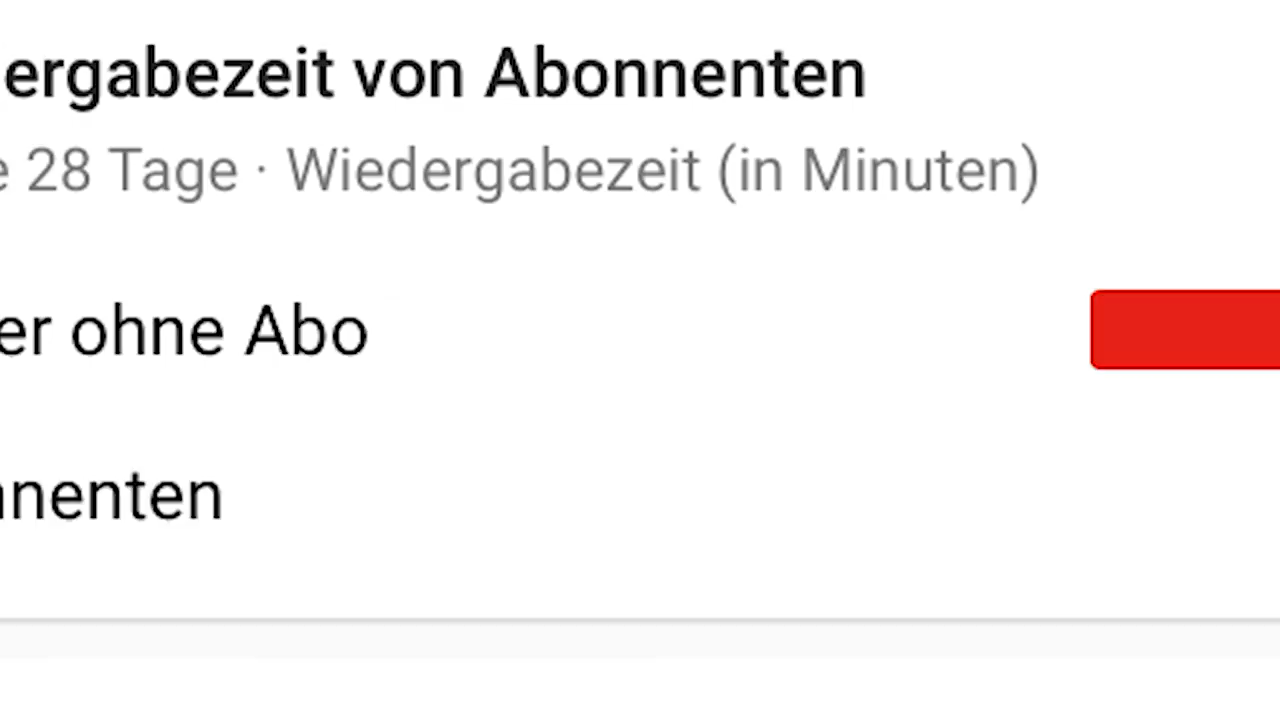 ergabezeit von Abonnenten
e 28 Tage · Wiedergabezeit (in Minuten)
er ohne Abo
nnenten